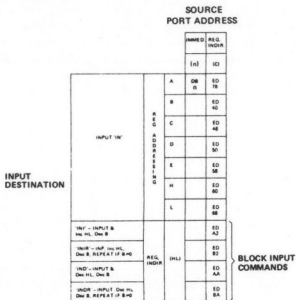 SOURCE
PORT ADDRESS
IMMED. REG. INDIR
(n) (C)
INPUT DESTINATION
INPUT 'IN'
REG ADDRESSING
A DB n ED 78
B ED 40
C ED 48
D ED 50
E ED 58
H ED 60
L ED 68
'INI' – INPUT & Inc HL, Dec B
ED A2
'INIR' – INP, Inc HL, Dec B, REPEAT IF B≠0
ED B2
REG. INDIR (HL)
'IND' – INPUT & Dec HL, Dec B
ED AA
'INDR' – INPUT Dec HL, Dec B, REPEAT IF B≠0
ED BA
BLOCK INPUT COMMANDS